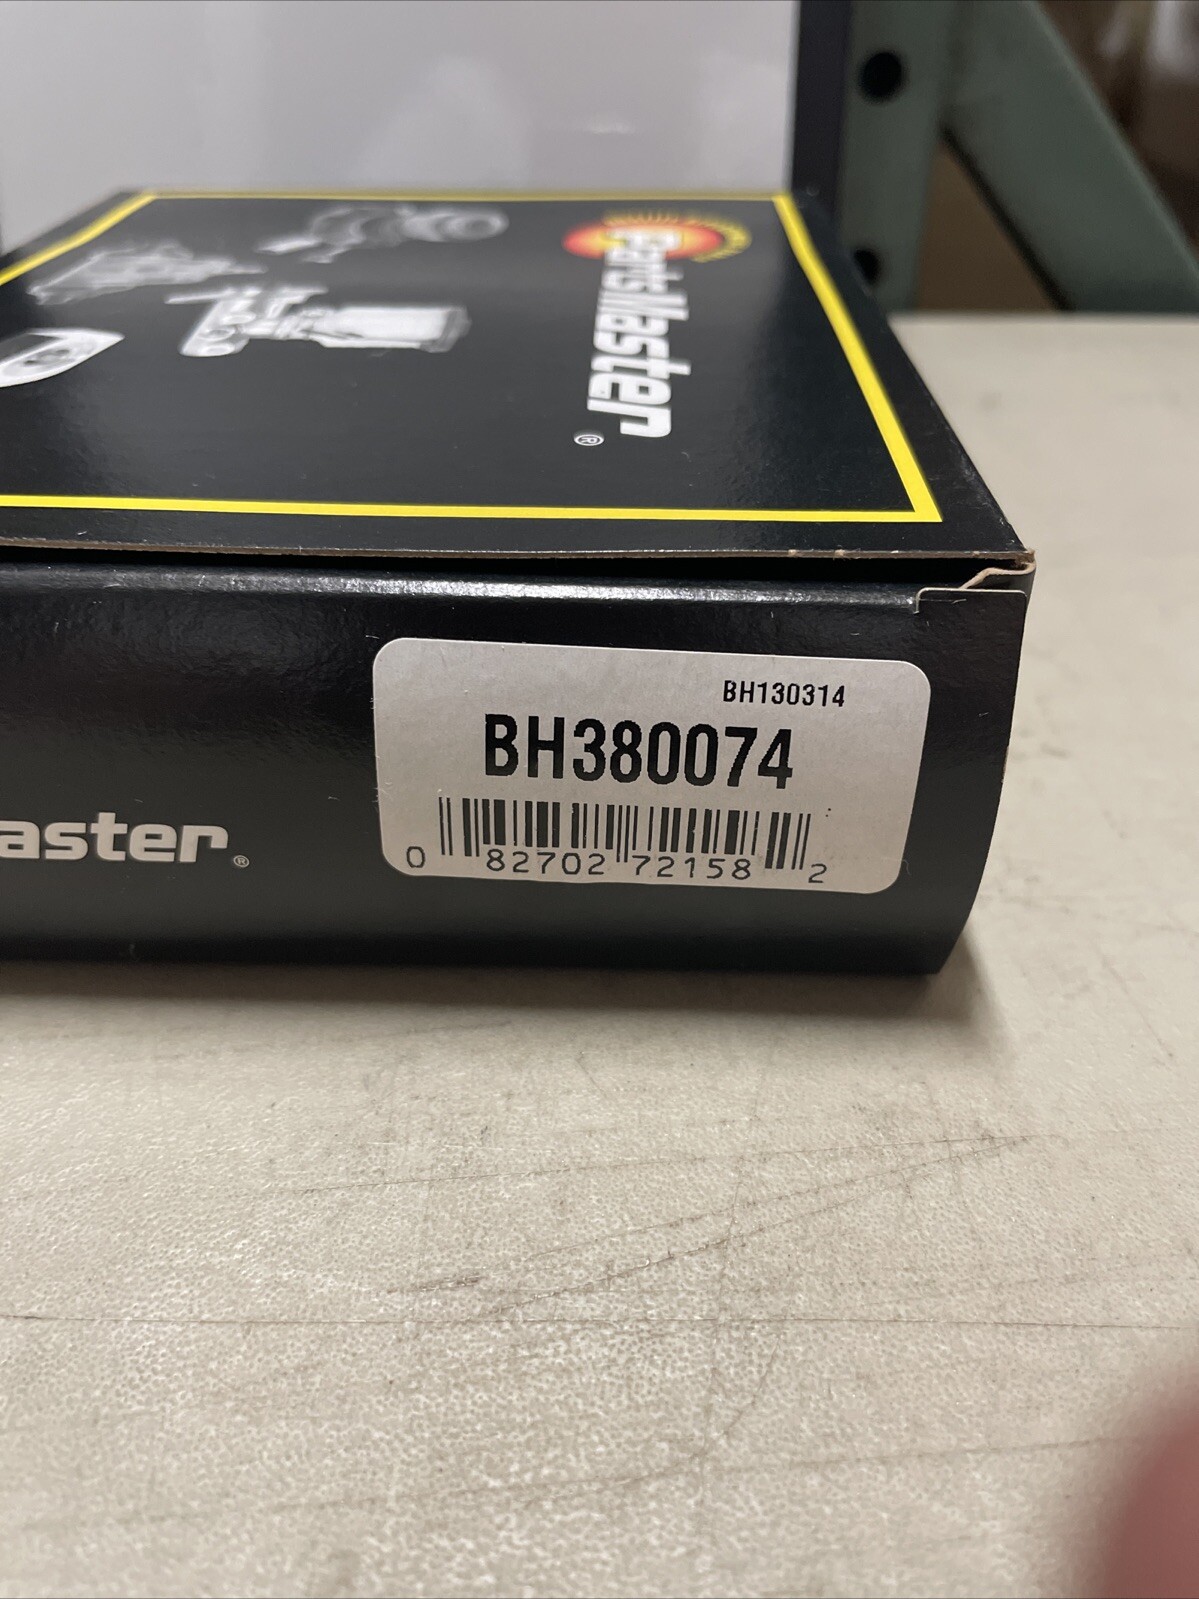 PartsMaster
®
BH130314
BH380074
0 82702 72158 2
aster®